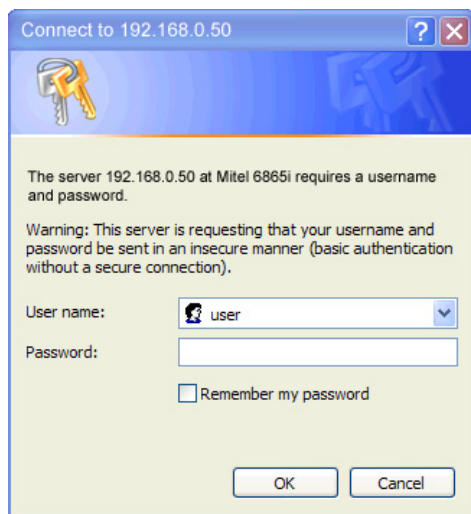 Connect to 192.168.0.50
?
The server 192.168.0.50 at Mitel 6865i requires a username
and password.
Warning: This server is requesting that your username and
password be sent in an insecure manner (basic authentication
without a secure connection).
User name:
user
Password:
Remember my password
OK
Cancel